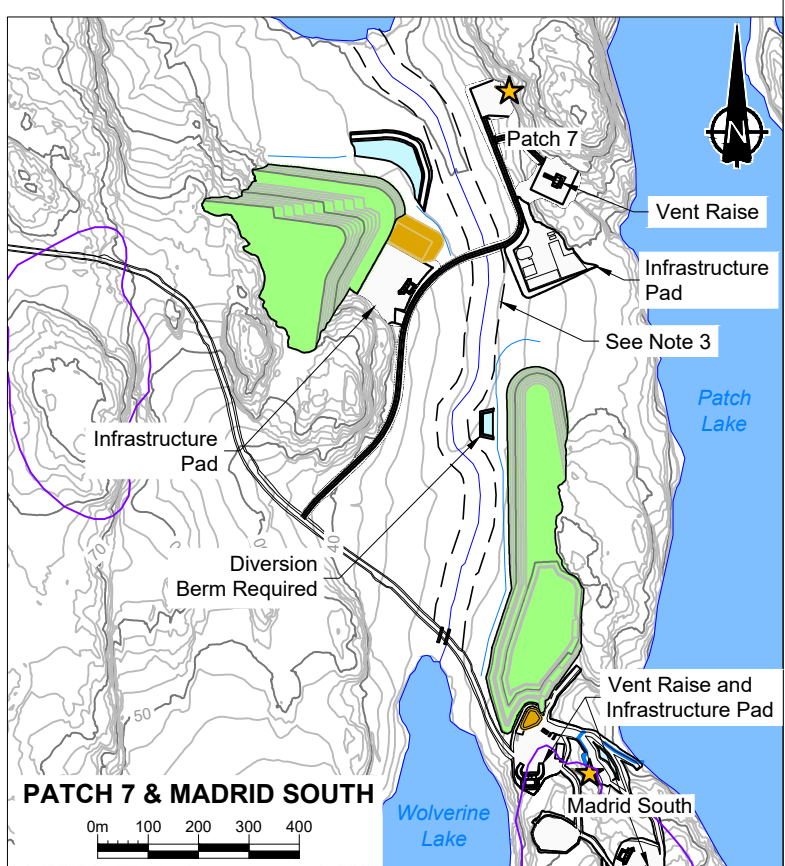 N
Patch 7
Vent Raise
Infrastructure
Pad
See Note 3
Patch
Lake
Infrastructure
Pad
70
40
Diversion
Berm Required
50
Vent Raise and
Infrastructure Pad
PATCH 7 & MADRID SOUTH
Madrid South
Wolverine
Lake
0m 100 200 300 400